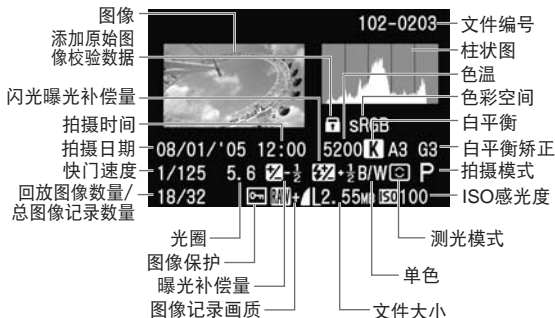 图像
102-0203
文件编号
添加原始图
像校验数据
柱状图
色温
闪光曝光补偿量
sRGB
色彩空间
拍摄时间
白平衡
拍摄日期
08/01/'05 12:00 5200 K A3 G3
白平衡矫正
快门速度
1/125 5.6 -½ +½ B/W P
拍摄模式
回放图像数量/
总图像记录数量
18/32 RAW+ L2.55MB ISO100
ISO感光度
光圈
测光模式
图像保护
单色
曝光补偿量
图像记录画质
文件大小